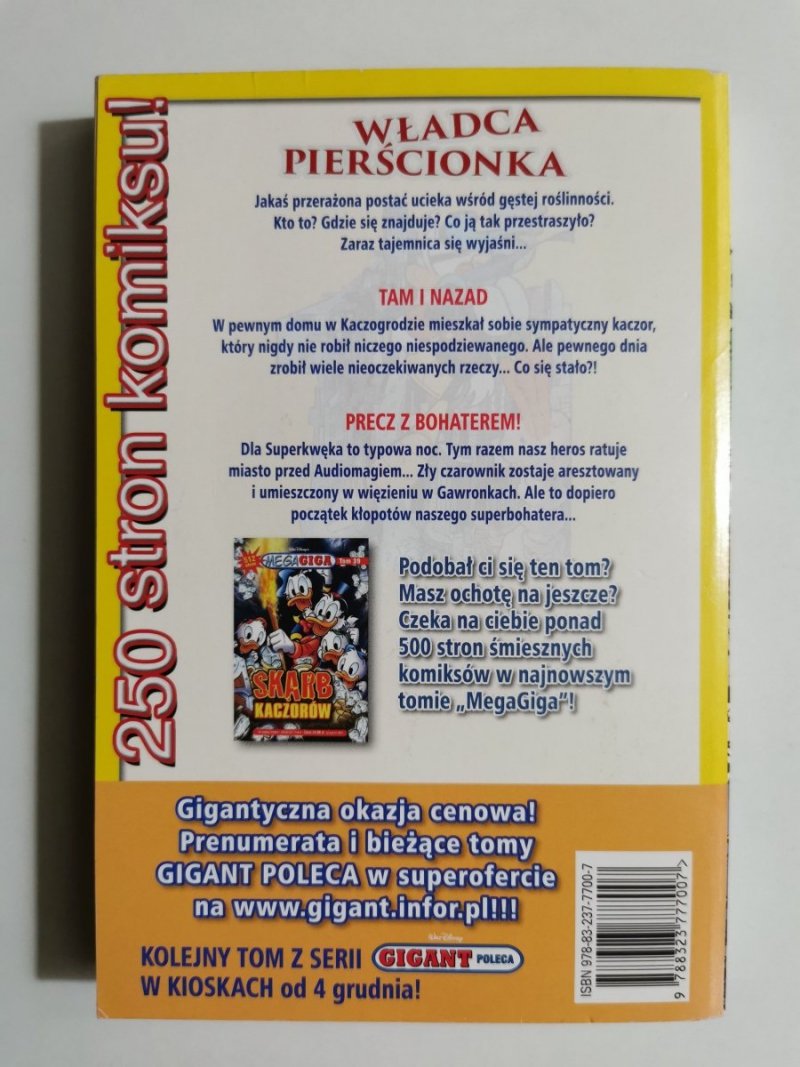 250 stron komiksu!
WŁADCA
PIERŚCIONKA
Jakaś przerażona postać ucieka wśród gęstej roślinności.
Kto to? Gdzie się znajduje? Co ją tak przestraszyło?
Zaraz tajemnica się wyjaśni...
TAM I NAZAD
W pewnym domu w Kaczogrodzie mieszkał sobie sympatyczny kaczor,
który nigdy nie robił niczego niespodziewanego. Ale pewnego dnia
zrobił wiele nieoczekiwanych rzeczy... Co się stało?!
PRECZ Z BOHATEREM!
Dla Superkwęka to typowa noc. Tym razem nasz heros ratuje
miasto przed Audiomagiem... Zły czarownik zostaje aresztowany
i umieszczony w więzieniu w Gawronkach. Ale to dopiero
początek kłopotów naszego superbohatera...
MEGAGIGA Tom 39
SKARB
KACZORÓW
Podobał ci się ten tom?
Masz ochotę na jeszcze?
Czeka na ciebie ponad
500 stron śmiesznych
komiksów w najnowszym
tomie „MegaGiga"!
Gigantyczna okazja cenowa!
Prenumerata i bieżące tomy
GIGANT POLECA w superofercie
na www.gigant.infor.pl!!!
Walt Disney
KOLEJNY TOM Z SERII GIGANT POLECA
W KIOSKACH od 4 grudnia!
ISBN 978-83-237-7700-7
9 788323 777007 >